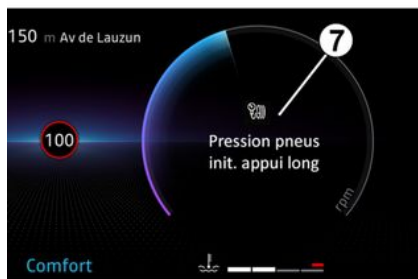 150 m Av de Lauzun
7
100
Pression pneus
init. appui long
rpm
Comfort